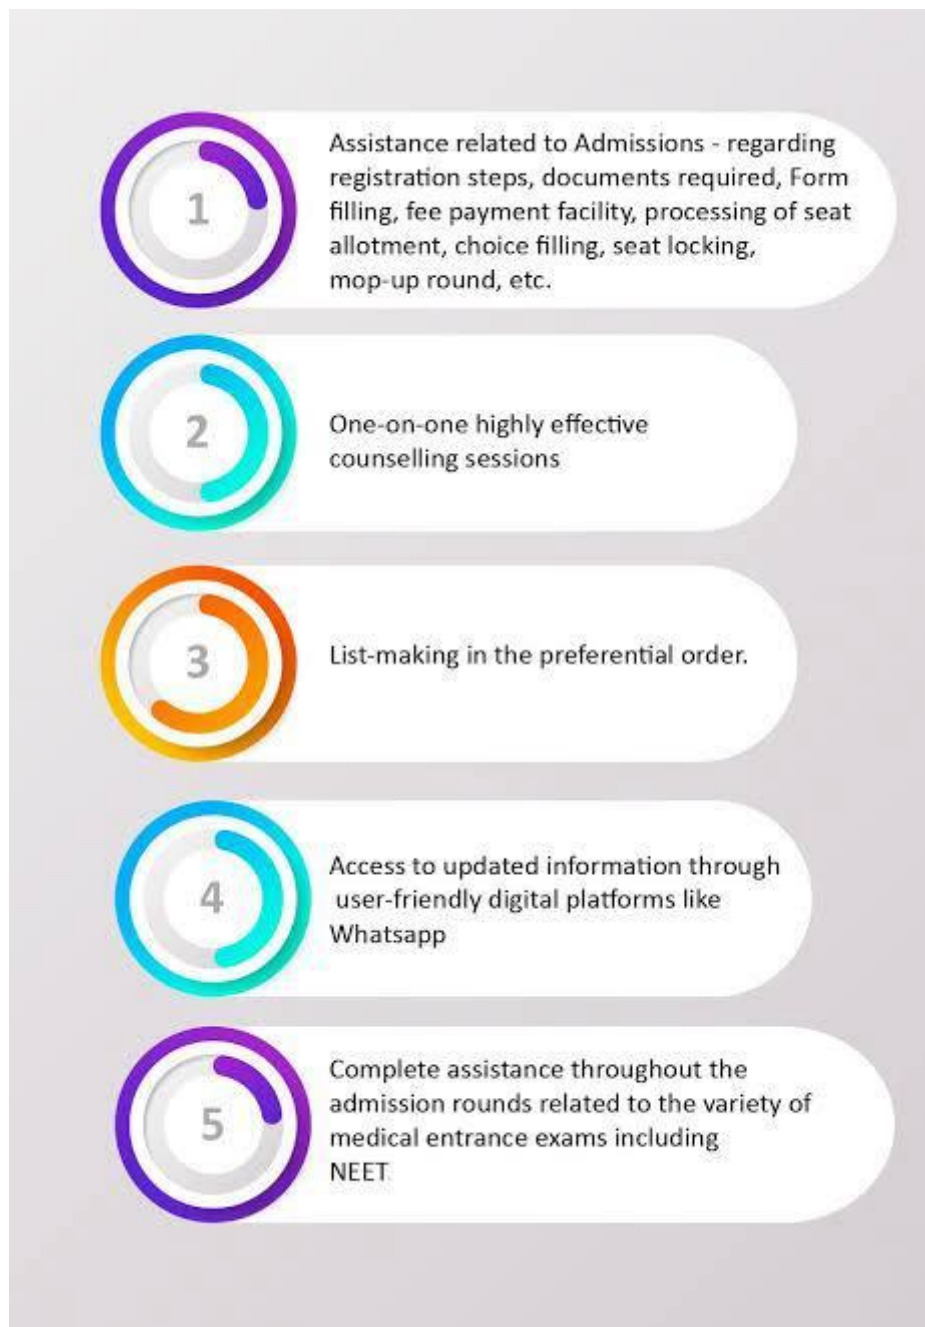 1
Assistance related to Admissions - regarding
registration steps, documents required, Form
filling, fee payment facility, processing of seat
allotment, choice filling, seat locking,
mop-up round, etc.
2
One-on-one highly effective
counselling sessions
3
List-making in the preferential order.
4
Access to updated information through
user-friendly digital platforms like
Whatsapp
5
Complete assistance throughout the
admission rounds related to the variety of
medical entrance exams including
NEET